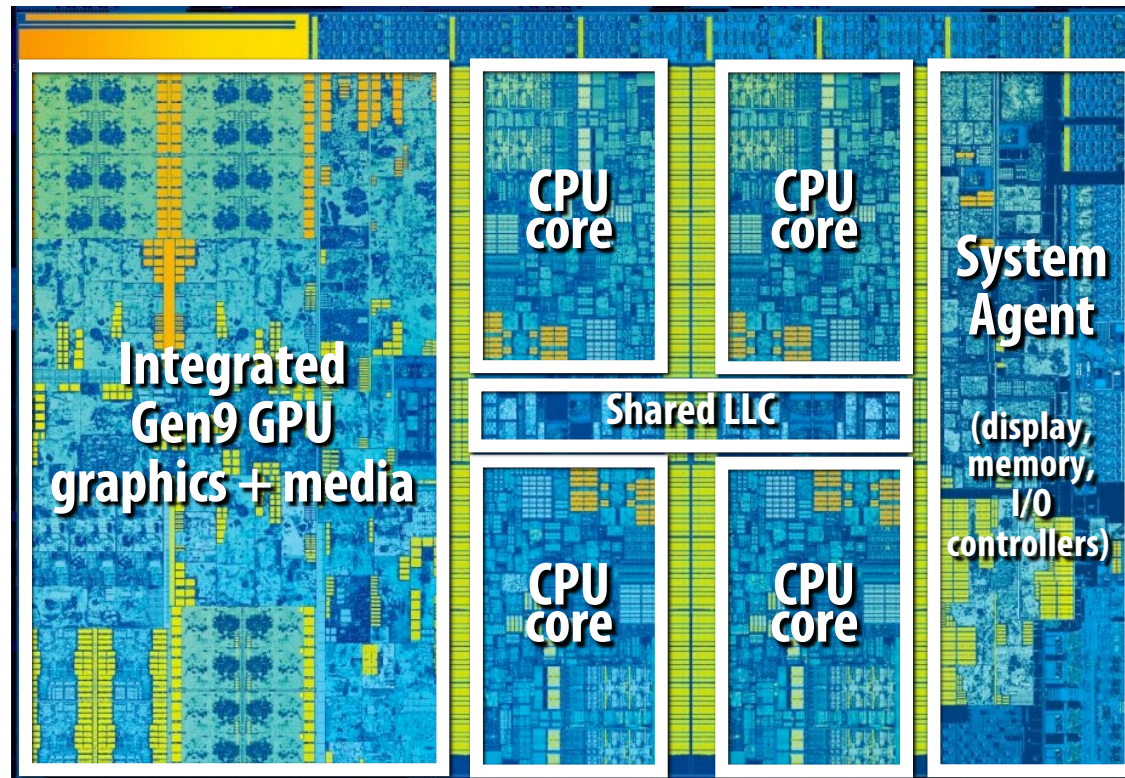 Integrated
Gen9 GPU
graphics + media
CPU
core
CPU
core
Shared LLC
CPU
core
CPU
core
System
Agent
(display,
memory,
I/O
controllers)